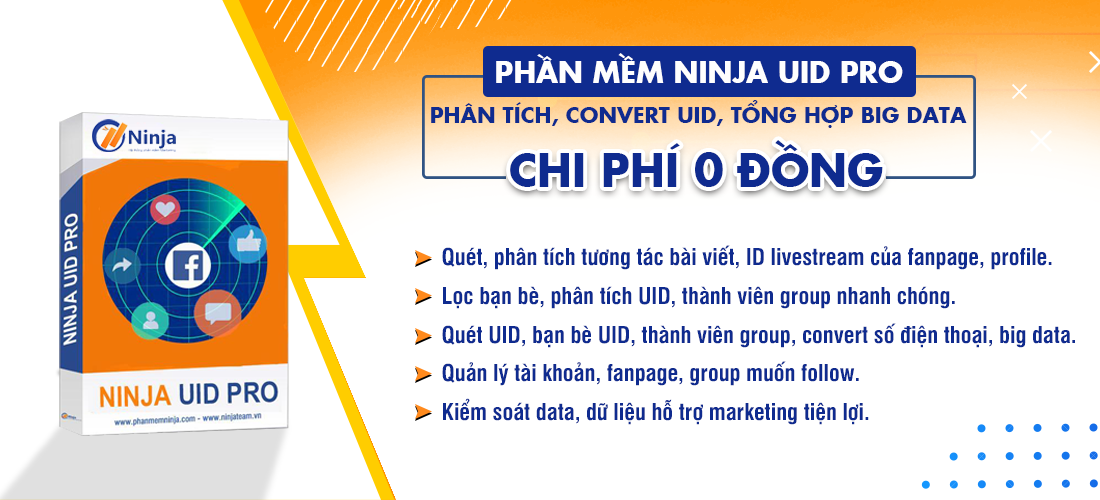 PHẦN MỀM NINJA UID PRO
PHÂN TÍCH, CONVERT UID, TỔNG HỢP BIG DATA
CHI PHÍ 0 ĐỒNG
Quét, phân tích tương tác bài viết, ID livestream của fanpage, profile.
Lọc bạn bè, phân tích UID, thành viên group nhanh chóng.
Quét UID, bạn bè UID, thành viên group, convert số điện thoại, big data.
Quản lý tài khoản, fanpage, group muốn follow.
Kiểm soát data, dữ liệu hỗ trợ marketing tiện lợi.
Ninja
NINJA UID PRO
NINJA UID PRO
www.phanmemninja.com - www.ninjateam.vn